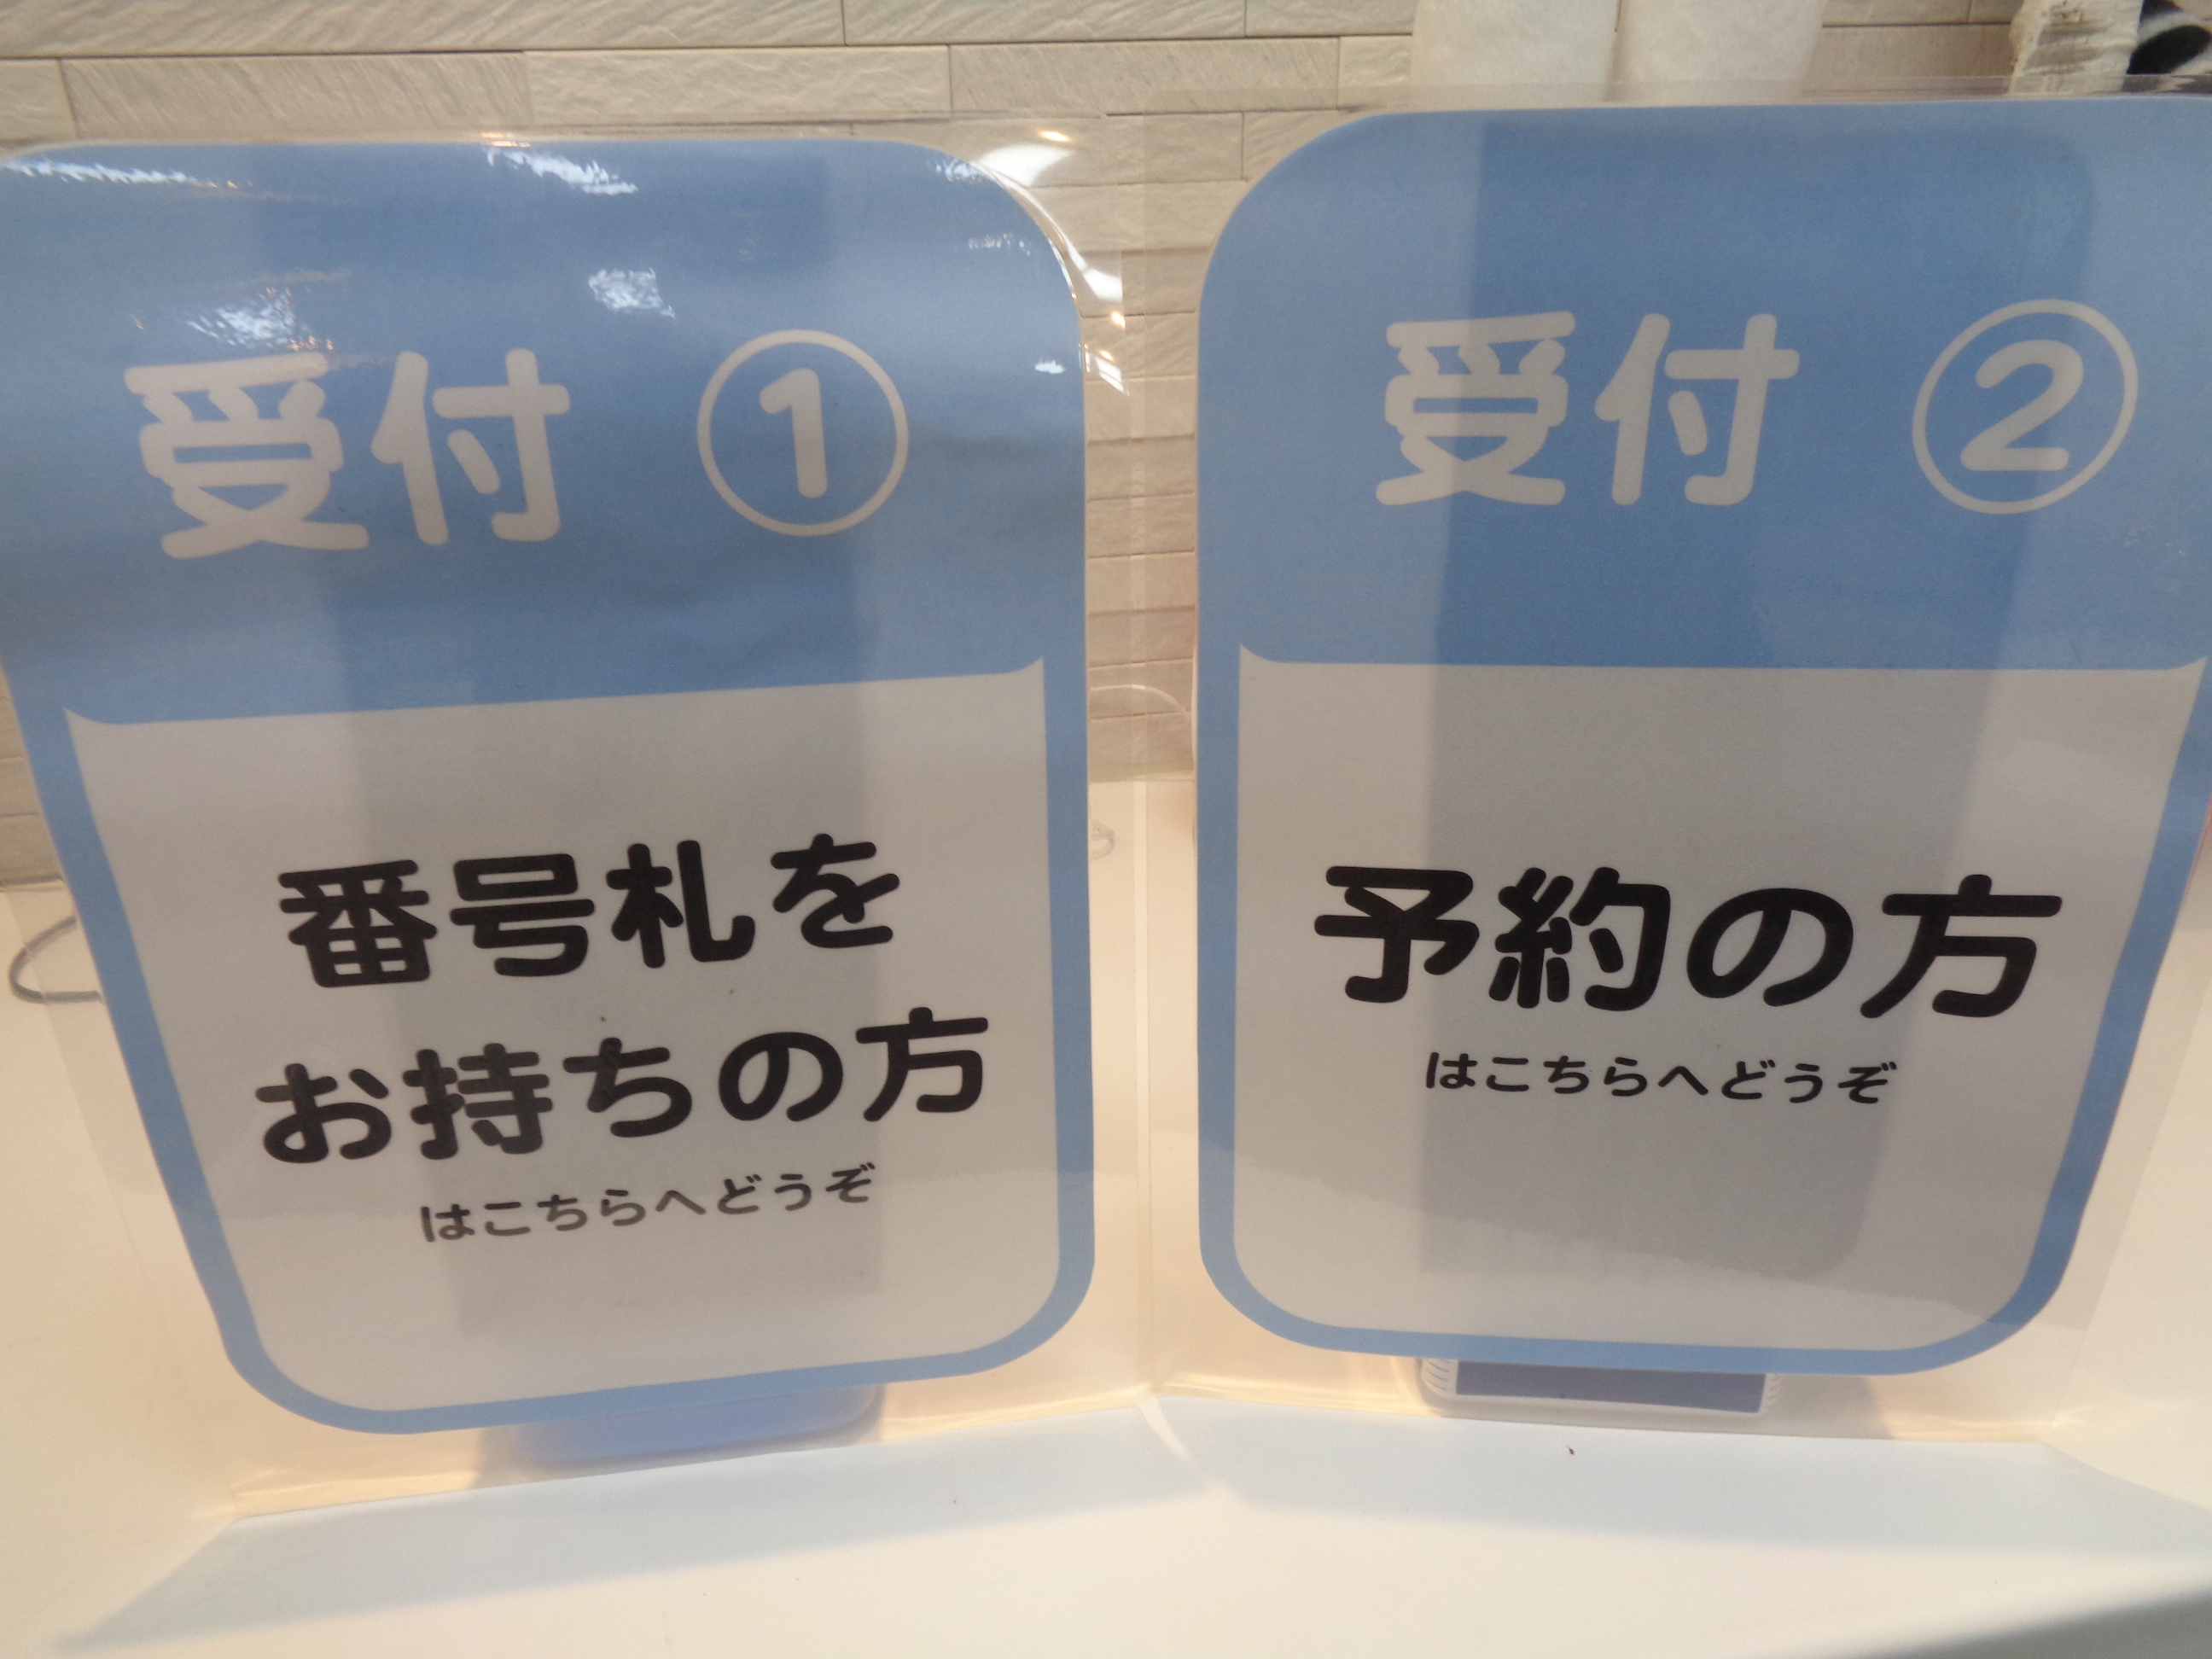 受付 ①
番号札を
お持ちの方
はこちらへどうぞ
受付 ②
予約の方
はこちらへどうぞ